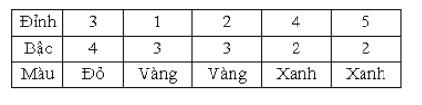 Đỉnh 3 1 2 4 5
Bậc 4 3 3 2 2
Màu Đỏ Vàng Vàng Xanh Xanh